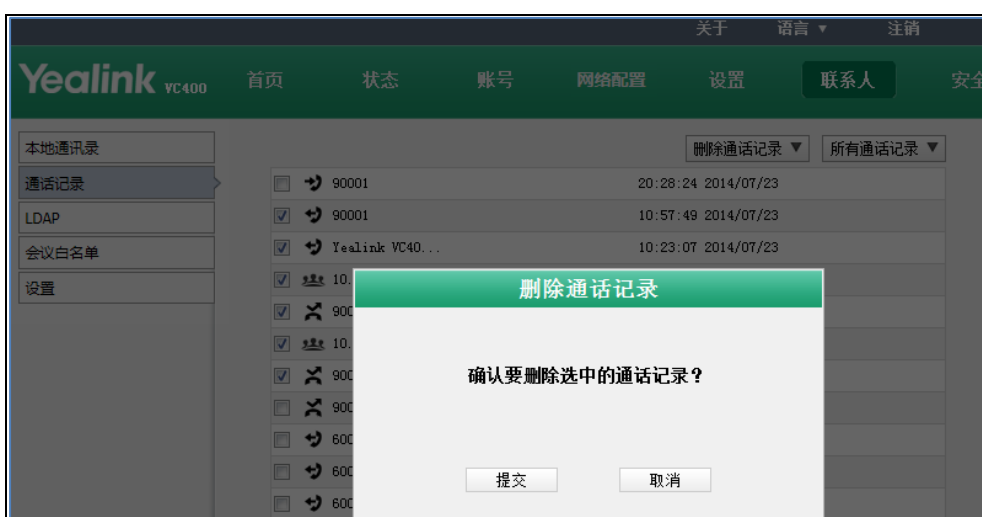 关于 语言 ▼ 注销
Yealink VC400 首页 状态 账号 网络配置 设置 联系人 安全
本地通讯录
通话记录
LDAP
会议白名单
设置
删除通话记录 ▼ 所有通话记录 ▼
90001 20:28:24 2014/07/23
90001 10:57:49 2014/07/23
Yealink VC40... 10:23:07 2014/07/23
10.
900
10.
900
900
600
600
600
删除通话记录
确认要删除选中的通话记录？
提交 取消